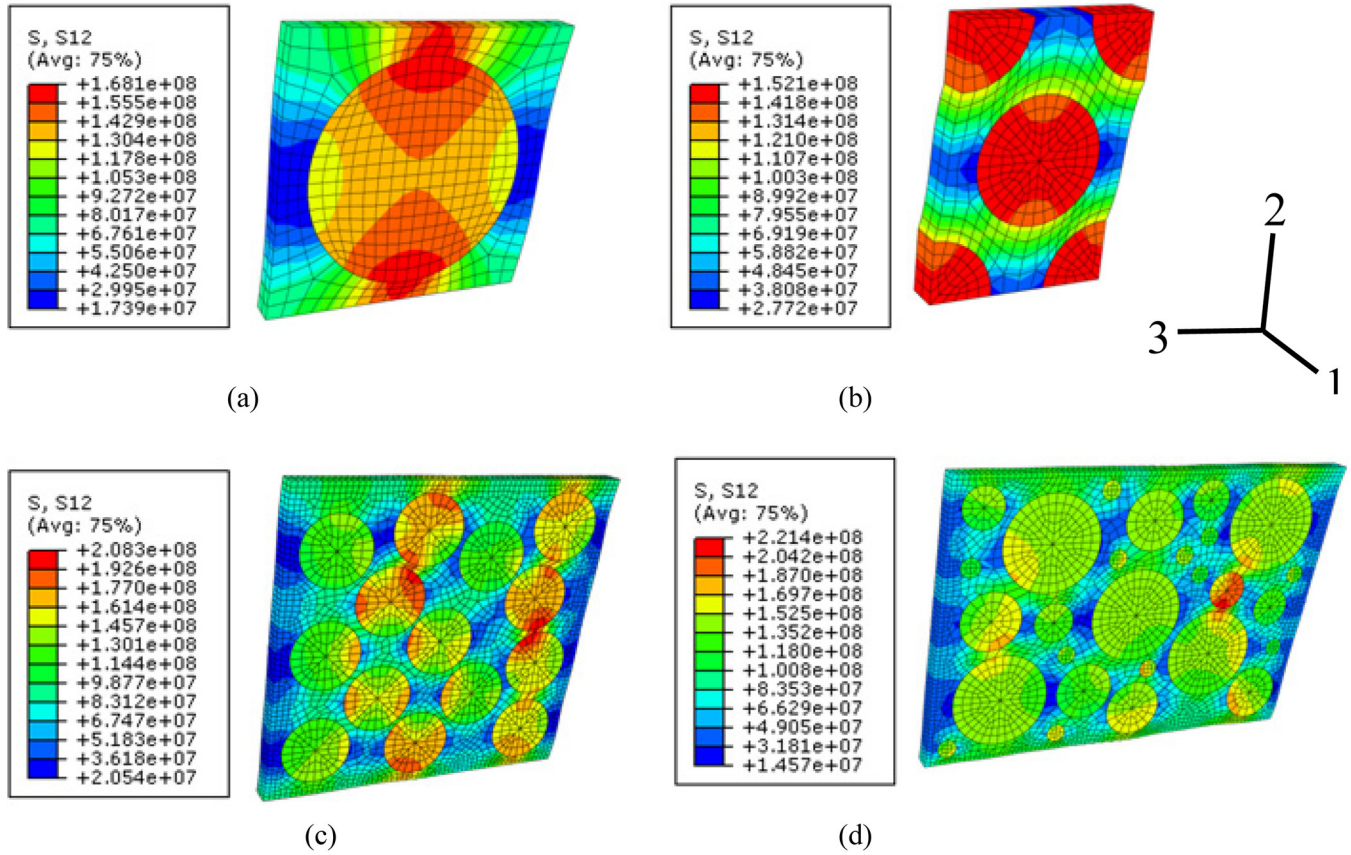 S, S12
(Avg: 75%)
+1.681e+08
+1.555e+08
+1.429e+08
+1.304e+08
+1.178e+08
+1.053e+08
+9.272e+07
+8.017e+07
+6.761e+07
+5.506e+07
+4.250e+07
+2.995e+07
+1.739e+07
(a)
S, S12
(Avg: 75%)
+1.521e+08
+1.418e+08
+1.314e+08
+1.210e+08
+1.107e+08
+1.003e+08
+8.992e+07
+7.955e+07
+6.919e+07
+5.882e+07
+4.845e+07
+3.808e+07
+2.772e+07
(b)
2
3
1
S, S12
(Avg: 75%)
+2.083e+08
+1.926e+08
+1.770e+08
+1.614e+08
+1.457e+08
+1.301e+08
+1.144e+08
+9.877e+07
+8.312e+07
+6.747e+07
+5.183e+07
+3.618e+07
+2.054e+07
(c)
S, S12
(Avg: 75%)
+2.214e+08
+2.042e+08
+1.870e+08
+1.697e+08
+1.525e+08
+1.352e+08
+1.180e+08
+1.008e+08
+8.353e+07
+6.629e+07
+4.905e+07
+3.181e+07
+1.457e+07
(d)